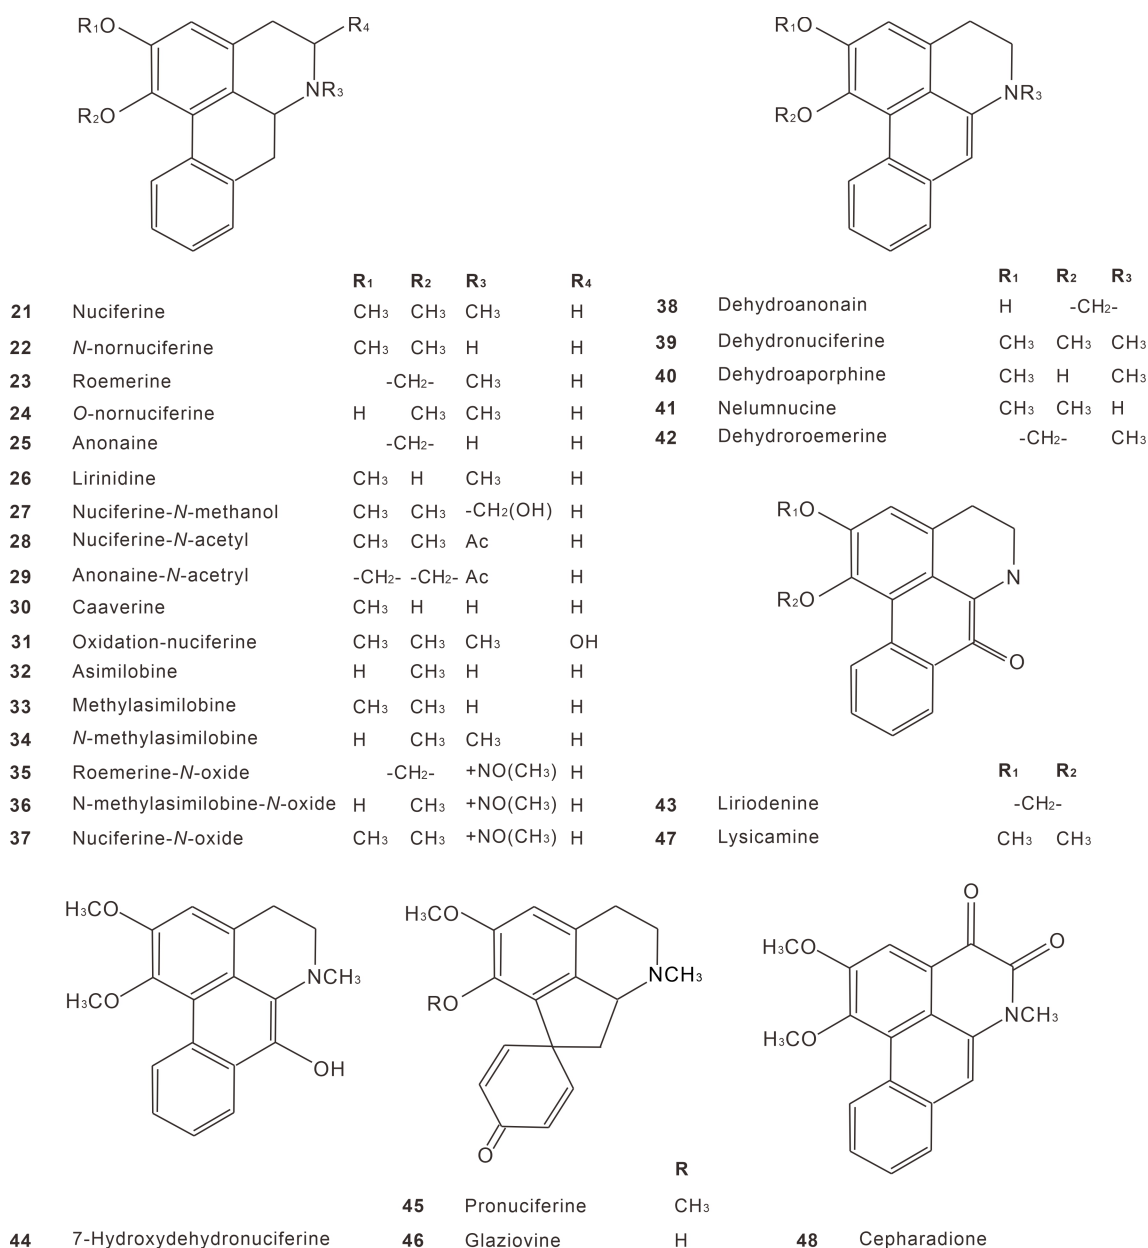 R1O
R4
NR3
R2O
R1O
NR3
R2O
R1 R2 R3 R4
21 Nuciferine CH3 CH3 CH3 H
22 N-nornuciferine CH3 CH3 H H
23 Roemerine -CH2- CH3 H
24 O-nornuciferine H CH3 CH3 H
25 Anonaine -CH2- H H
26 Lirinidine CH3 H CH3 H
27 Nuciferine-N-methanol CH3 CH3 -CH2(OH) H
28 Nuciferine-N-acetyl CH3 CH3 Ac H
29 Anonaine-N-acetryl -CH2- -CH2- Ac H
30 Caaverine CH3 H H H
31 Oxidation-nuciferine CH3 CH3 CH3 OH
32 Asimilobine H CH3 H H
33 Methylasimilobine CH3 CH3 H H
34 N-methylasimilobine H CH3 CH3 H
35 Roemerine-N-oxide -CH2- +NO(CH3) H
36 N-methylasimilobine-N-oxide H CH3 +NO(CH3) H
37 Nuciferine-N-oxide CH3 CH3 +NO(CH3) H
R1 R2 R3
38 Dehydroanonain H -CH2-
39 Dehydronuciferine CH3 CH3 CH3
40 Dehydroaporphine CH3 H CH3
41 Nelumnucine CH3 CH3 H
42 Dehydroroemerine -CH2- CH3
R1O
N
R2O
O
R1 R2
43 Liriodenine -CH2-
47 Lysicamine CH3 CH3
H3CO
NCH3
H3CO
OH
44 7-Hydroxydehydronuciferine
H3CO
NCH3
RO
O
R
45 Pronuciferine CH3
46 Glaziovine H
O
O
H3CO
NCH3
H3CO
48 Cepharadione